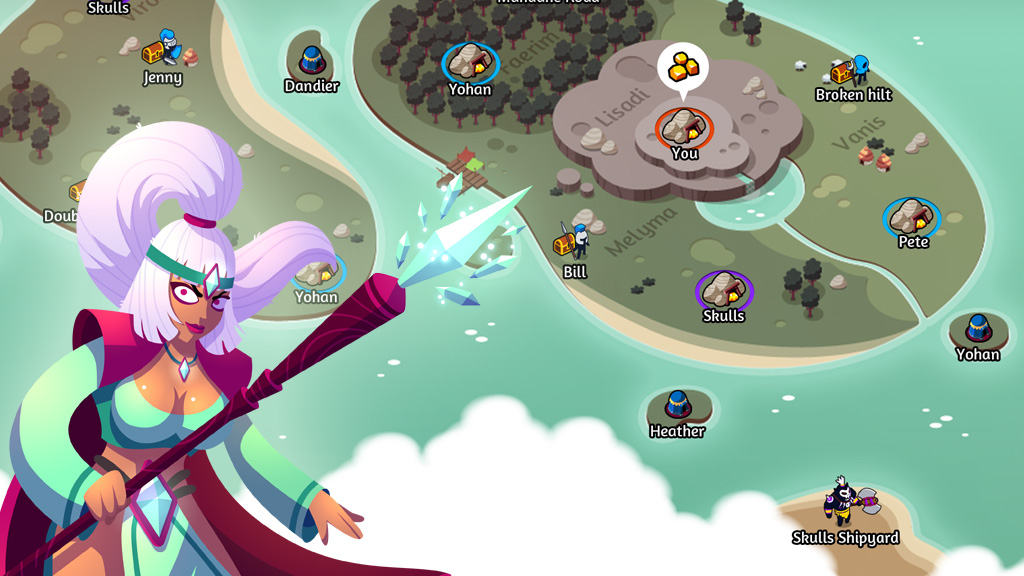 Skulls
Jenny
Dandier
Yohan
Lisadi
You
Broken hilt
Vanis
Pete
Melyma
Bill
Skulls
Yohan
Yohan
Heather
Skulls Shipyard